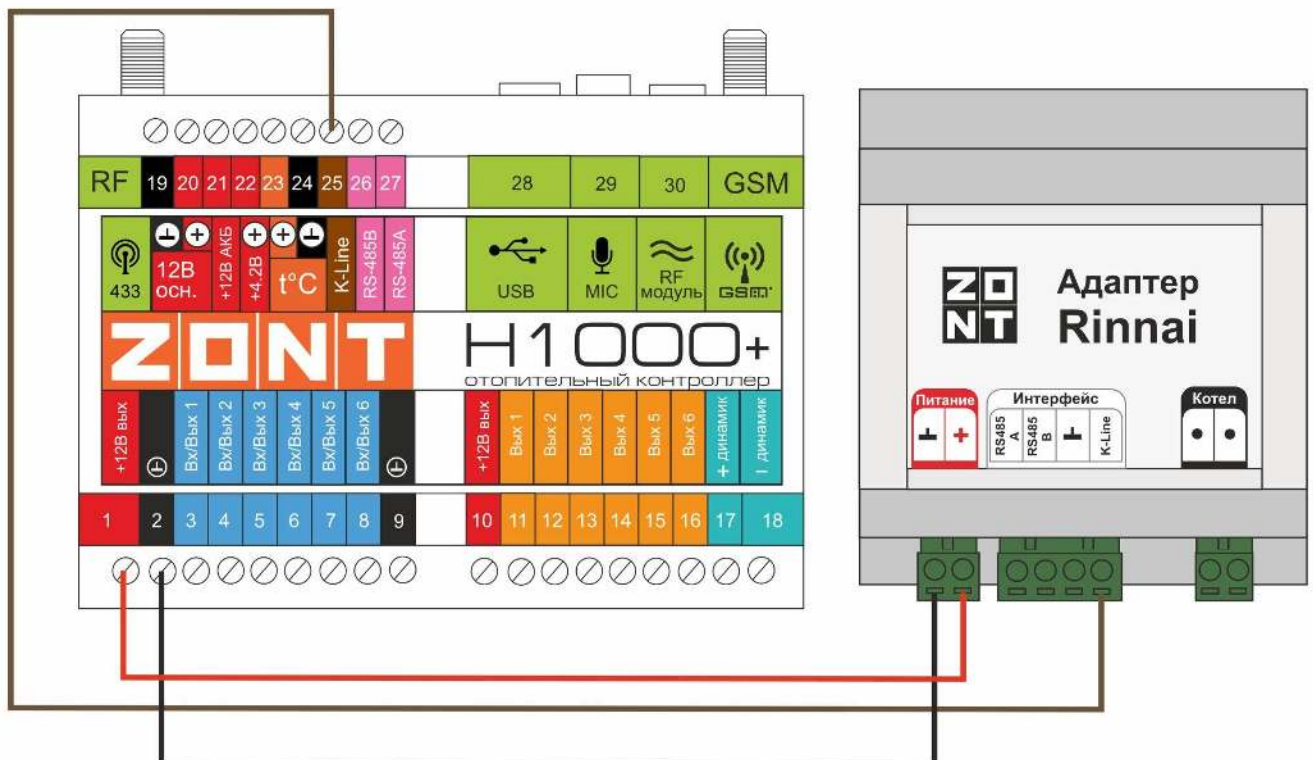 RF 19 20 21 22 23 24 25 26 27 28 29 30 GSM
433
12В осн.
+12В АКБ
+4.2В
t°C
K-Line
RS-485B
RS-485A
USB
MIC
RF модуль
GSM
ZONT
H1000+
отопительный контроллер
+12В вых
Вх/Вых 1
Вх/Вых 2
Вх/Вых 3
Вх/Вых 4
Вх/Вых 5
Вх/Вых 6
+12В вых
Вых 1
Вых 2
Вых 3
Вых 4
Вых 5
Вых 6
+ динамик
– динамик
1 2 3 4 5 6 7 8 9 10 11 12 13 14 15 16 17 18
ZONT
Адаптер
Rinnai
Питание
Интерфейс
RS485 A
RS485 B
K-Line
Котел